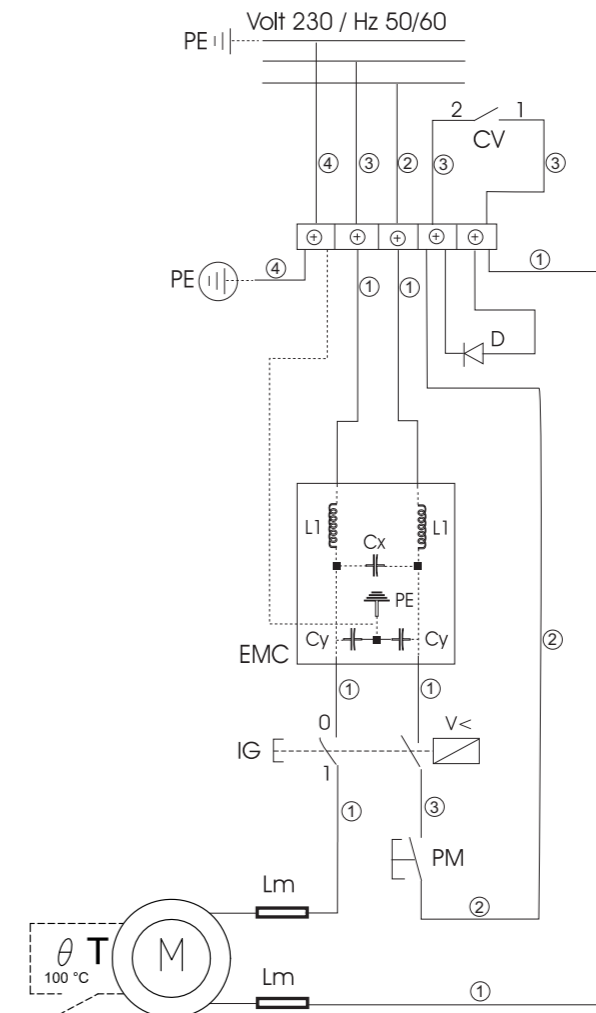 Volt 230 / Hz 50/60
PE
2 1
CV
④ ③ ② ③ ③
PE ④
① ① ①
D
L1 L1
Cx
PE
Cy Cy
EMC
②
① ①
0 V<
IG
1
① ③
PM
Lm ②
θ T M
100 °C
Lm ①